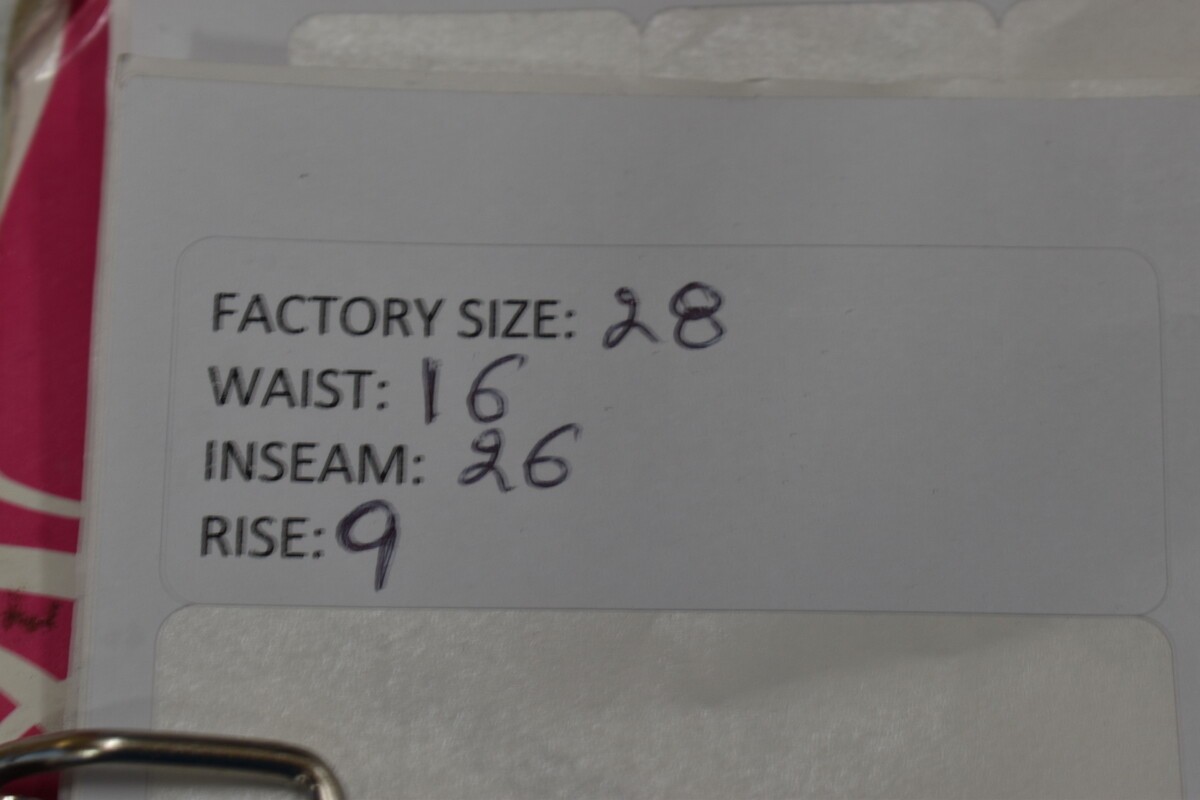 FACTORY SIZE: 28
WAIST: 16
INSEAM: 26
RISE: 9